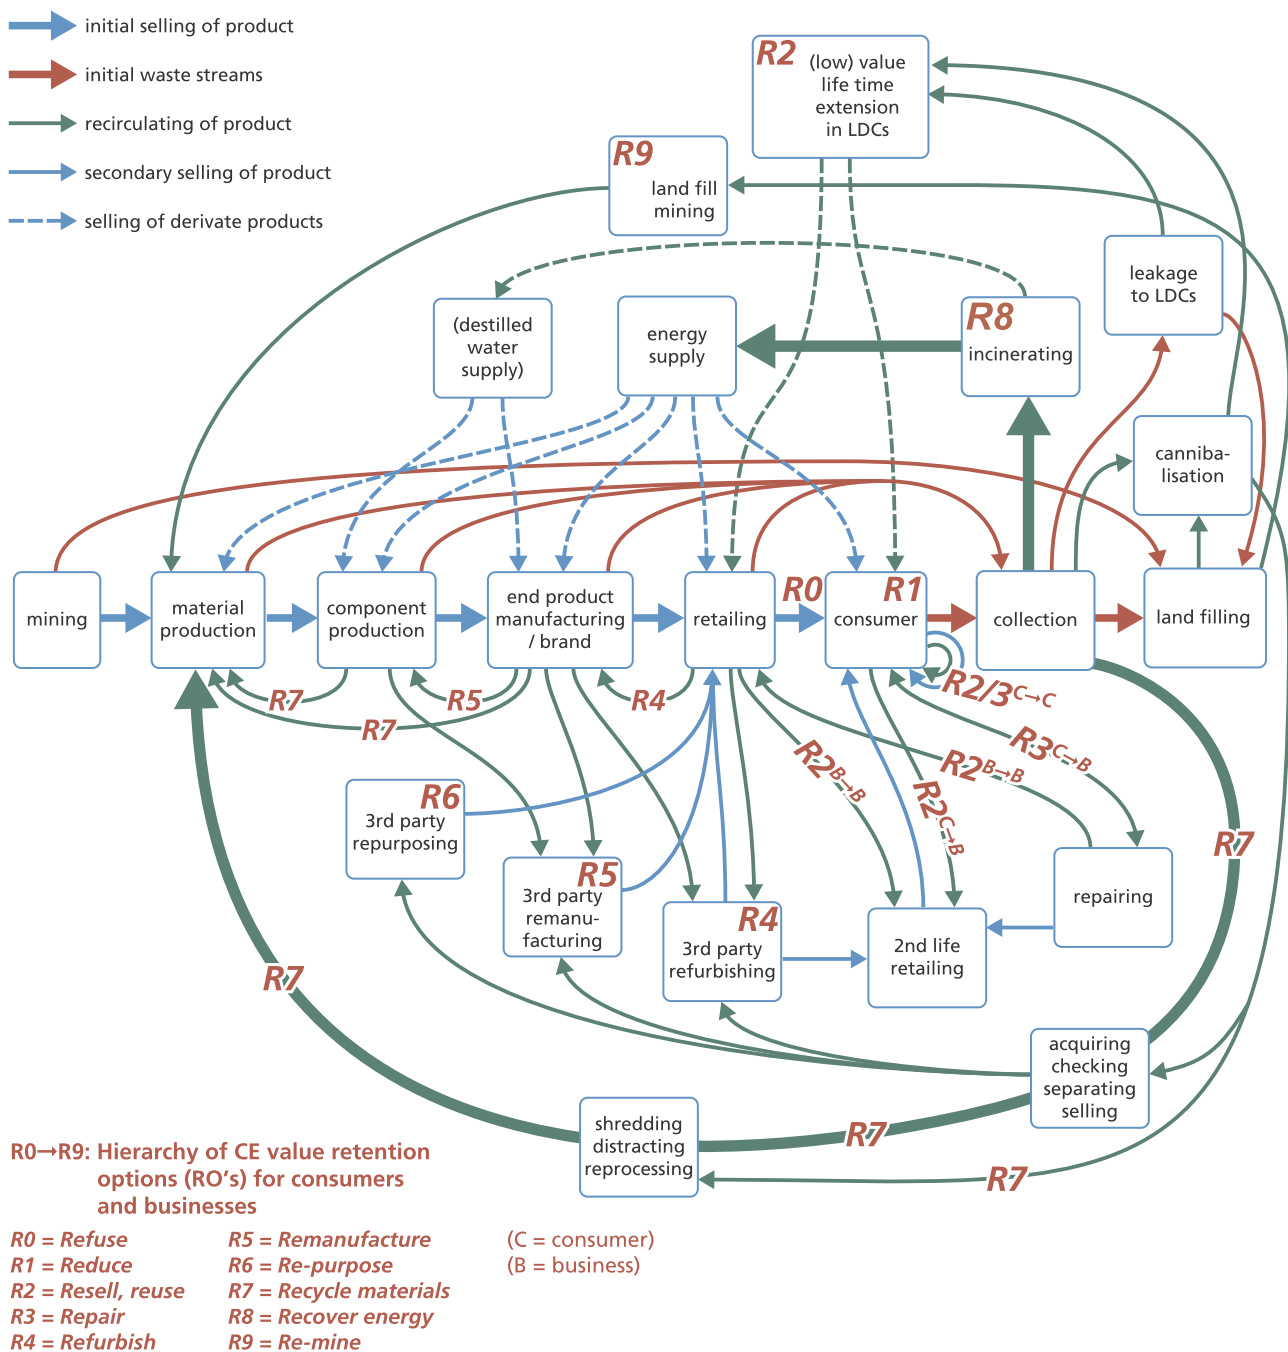 initial selling of product
initial waste streams
recirculating of product
secondary selling of product
selling of derivate products
R2 (low) value
life time
extension
in LDCs
R9
land fill
mining
leakage
to LDCs
(destilled
water
supply)
energy
supply
R8
incinerating
canniba-
lisation
mining
material
production
component
production
end product
manufacturing
/ brand
retailing
R0
R1
consumer
collection
land filling
R7
R5
R4
R7
R2/3C→C
R3C→B
R2B→B
R2B→B
R2C→B
R6
3rd party
repurposing
R5
3rd party
remanu-
facturing
R4
3rd party
refurbishing
2nd life
retailing
repairing
R7
R7
acquiring
checking
separating
selling
shredding
distracting
reprocessing
R7
R7
R0→R9: Hierarchy of CE value retention
options (RO’s) for consumers
and businesses
R0 = Refuse
R1 = Reduce
R2 = Resell, reuse
R3 = Repair
R4 = Refurbish
R5 = Remanufacture
R6 = Re-purpose
R7 = Recycle materials
R8 = Recover energy
R9 = Re-mine
(C = consumer)
(B = business)